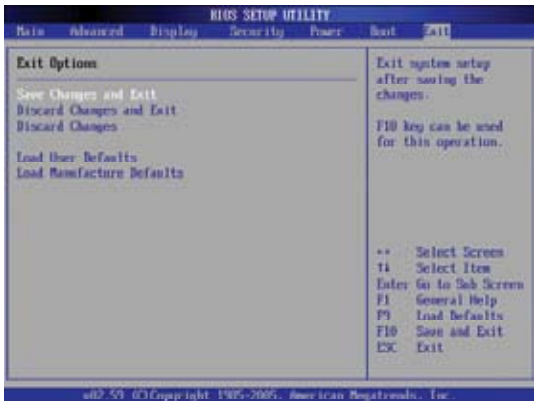 BIOS SETUP UTILITY
Main Advanced Display Security Power Boot Exit
Exit Options
Save Changes and Exit
Discard Changes and Exit
Discard Changes
Load User Defaults
Load Manufacture Defaults
Exit system setup
after saving the
changes.
F10 key can be used
for this operation.
Select Screen
↑↓ Select Item
Enter Go to Sub Screen
F1 General Help
F9 Load Defaults
F10 Save and Exit
ESC Exit
v02.59 (C)Copyright 1985-2005, American Megatrends, Inc.